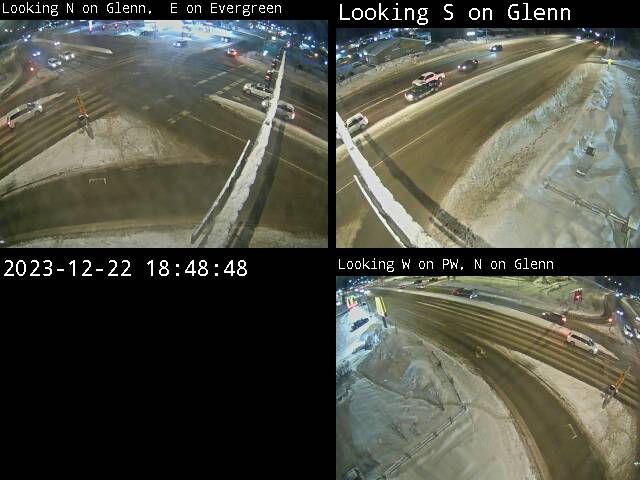 Looking N on Glenn,  E on Evergreen
Looking S on Glenn
2023-12-22 18:48:48
Looking W on PW, N on Glenn